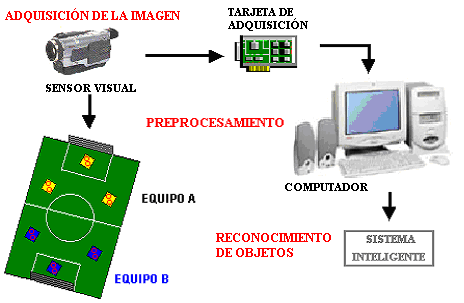 ADQUISICIÓN DE LA IMAGEN
TARJETA DE
ADQUISICIÓN
SENSOR VISUAL
PREPROCESAMIENTO
COMPUTADOR
EQUIPO A
RECONOCIMIENTO
DE OBJETOS
SISTEMA
INTELIGENTE
EQUIPO B